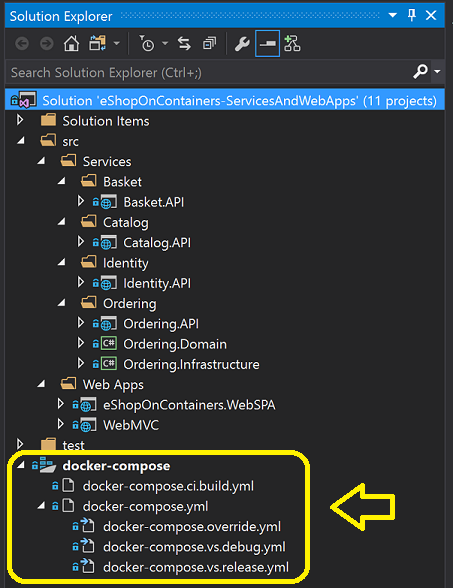 Solution Explorer
Search Solution Explorer (Ctrl+;)
Solution 'eShopOnContainers-ServicesAndWebApps' (11 projects)
Solution Items
src
Services
Basket
Basket.API
Catalog
Catalog.API
Identity
Identity.API
Ordering
Ordering.API
C# Ordering.Domain
C# Ordering.Infrastructure
Web Apps
eShopOnContainers.WebSPA
WebMVC
test
docker-compose
docker-compose.ci.build.yml
docker-compose.yml
docker-compose.override.yml
docker-compose.vs.debug.yml
docker-compose.vs.release.yml